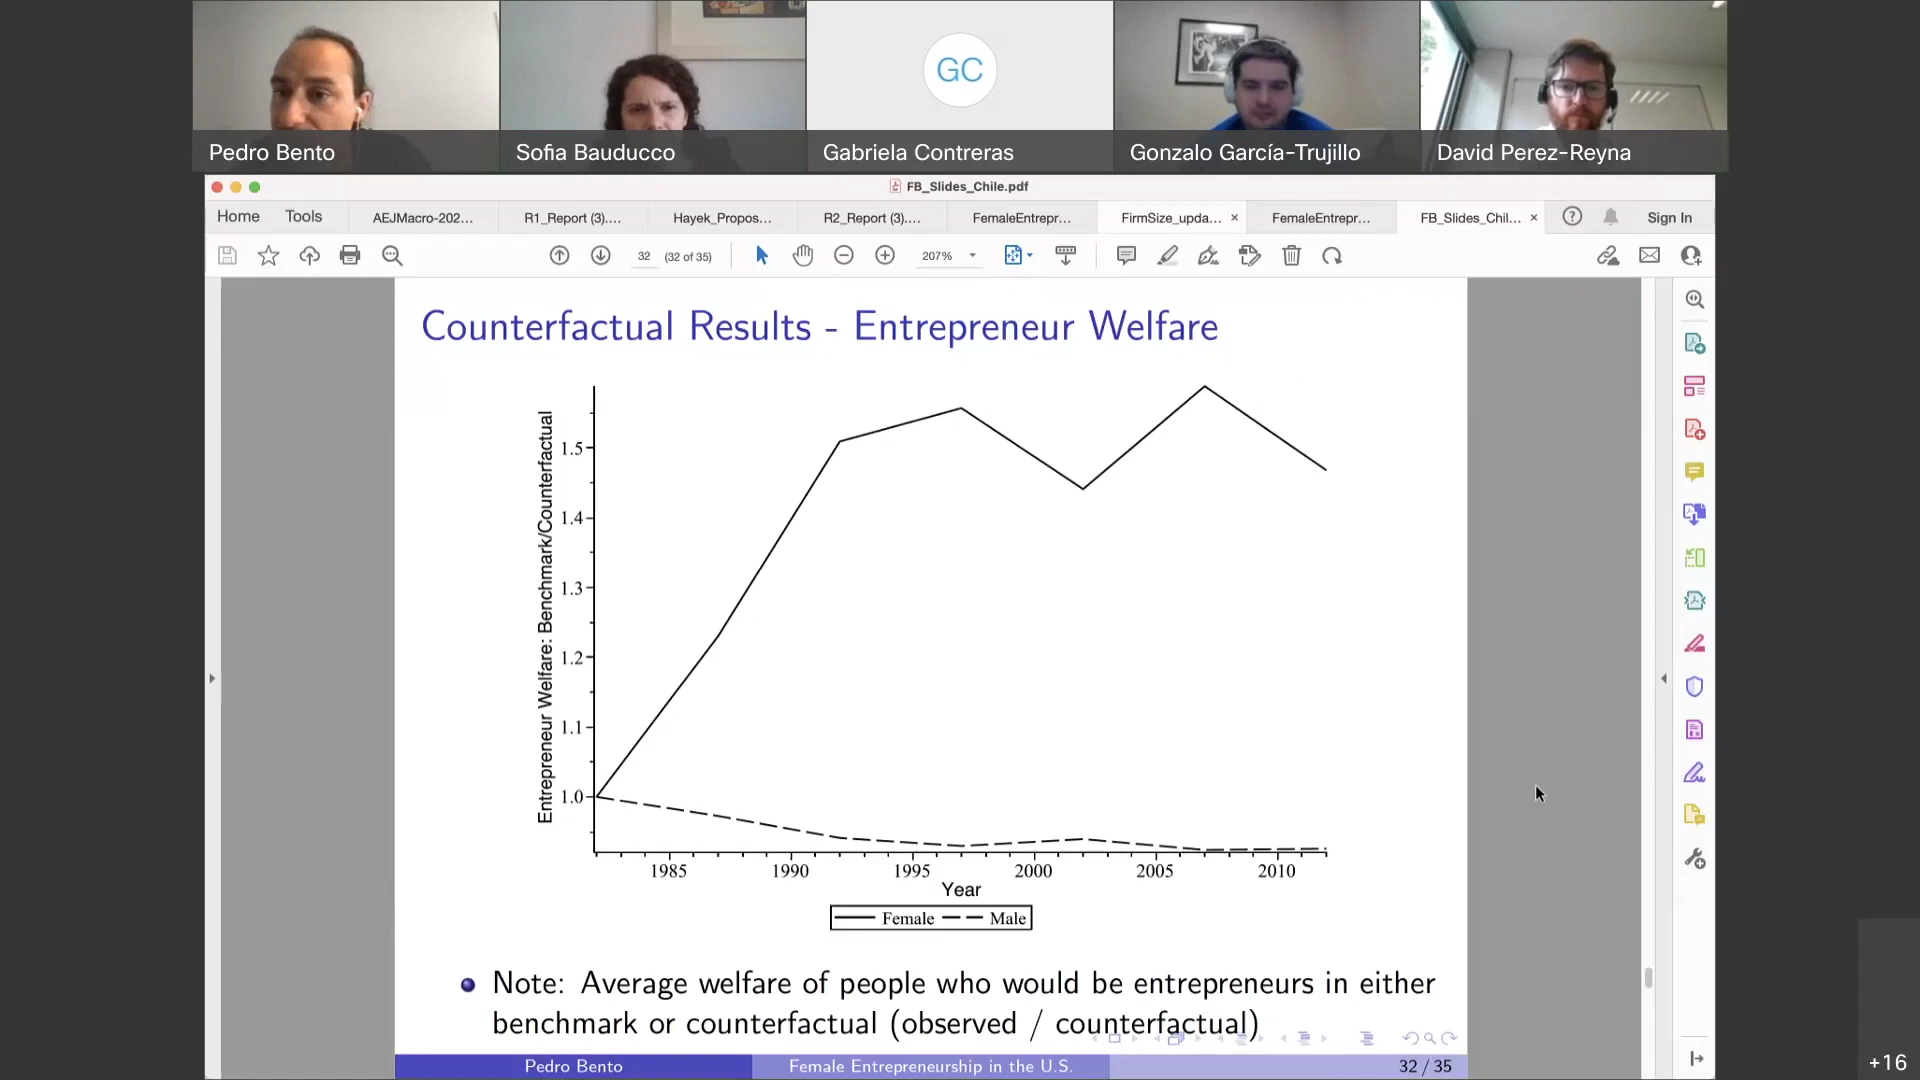 GC
Pedro Bento
Sofia Bauducco
Gabriela Contreras
Gonzalo García-Trujillo
David Perez-Reyna
FB_Slides_Chile.pdf
Home
Tools
AEJMacro-202...
R1_Report (3)....
Hayek_Propos...
R2_Report (3)....
FemaleEntrepr...
FirmSize_upda... ×
FemaleEntrepr...
FB_Slides_Chil... ×
Sign In
32 (32 of 35)
207%
Counterfactual Results - Entrepreneur Welfare
Entrepreneur Welfare: Benchmark/Counterfactual
1.5
1.4
1.3
1.2
1.1
1.0
1985 1990 1995 2000 2005 2010
Year
Female Male
Note: Average welfare of people who would be entrepreneurs in either
benchmark or counterfactual (observed / counterfactual)
Pedro Bento Female Entrepreneurship in the U.S. 32 / 35
+16